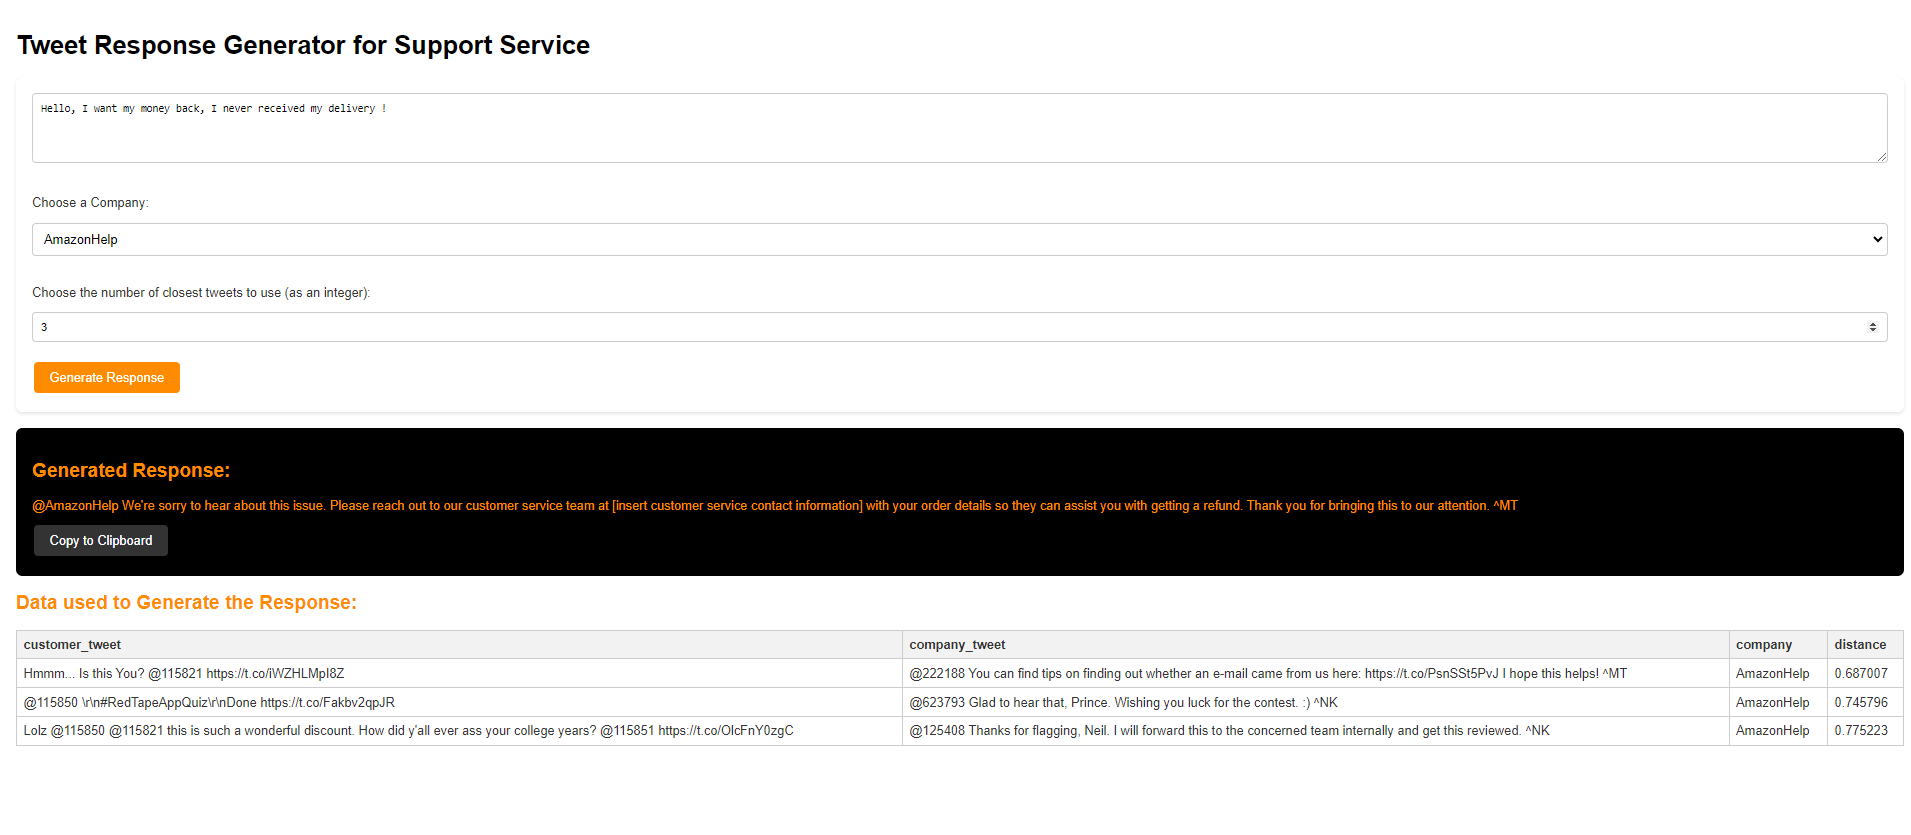 Tweet Response Generator for Support Service
Hello, I want my money back, I never received my delivery !
Choose a Company:
AmazonHelp
Choose the number of closest tweets to use (as an integer):
3
Generate Response
Generated Response:
@AmazonHelp We're sorry to hear about this issue. Please reach out to our customer service team at [insert customer service contact information] with your order details so they can assist you with getting a refund. Thank you for bringing this to our attention. ^MT
Copy to Clipboard
Data used to Generate the Response:
customer_tweet company_tweet company distance
Hmmm... Is this You? @115821 https://t.co/iWZHLMpI8Z @222188 You can find tips on finding out whether an e-mail came from us here: https://t.co/PsnSSt5PvJ I hope this helps! ^MT AmazonHelp 0.687007
@115850 \r\n#RedTapeAppQuiz\r\nDone https://t.co/Fakbv2qpJR @623793 Glad to hear that, Prince. Wishing you luck for the contest. :) ^NK AmazonHelp 0.745796
Lolz @115850 @115821 this is such a wonderful discount. How did y'all ever ass your college years? @115851 https://t.co/OlcFnY0zgC @125408 Thanks for flagging, Neil. I will forward this to the concerned team internally and get this reviewed. ^NK AmazonHelp 0.775223